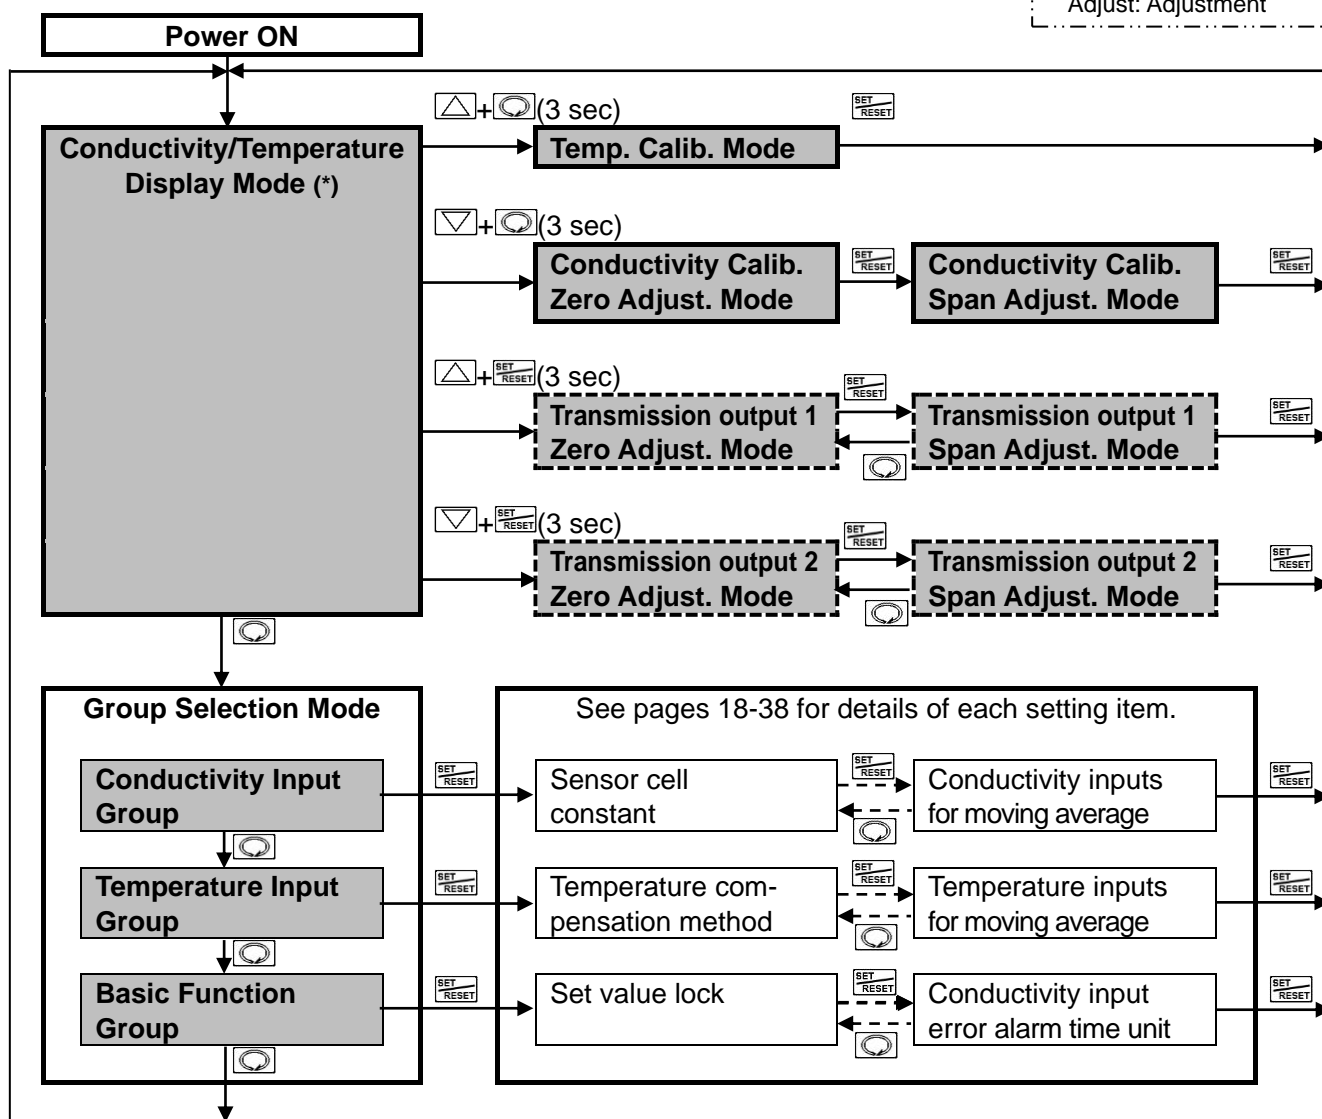 Adjust: Adjustment
Power ON
(3 sec)
SET RESET
Conductivity/Temperature
Display Mode (*)
Temp. Calib. Mode
(3 sec)
Conductivity Calib.
Zero Adjust. Mode
SET RESET
Conductivity Calib.
Span Adjust. Mode
SET RESET
+ SET RESET (3 sec)
SET RESET
Transmission output 1
Zero Adjust. Mode
Transmission output 1
Span Adjust. Mode
SET RESET
+ SET RESET (3 sec)
SET RESET
Transmission output 2
Zero Adjust. Mode
Transmission output 2
Span Adjust. Mode
SET RESET
Group Selection Mode
See pages 18-38 for details of each setting item.
Conductivity Input
Group
SET RESET
Sensor cell
constant
SET RESET
Conductivity inputs
for moving average
SET RESET
Temperature Input
Group
SET RESET
Temperature com-
pensation method
SET RESET
Temperature inputs
for moving average
SET RESET
Basic Function
Group
SET RESET
Set value lock
SET RESET
Conductivity input
error alarm time unit
SET RESET